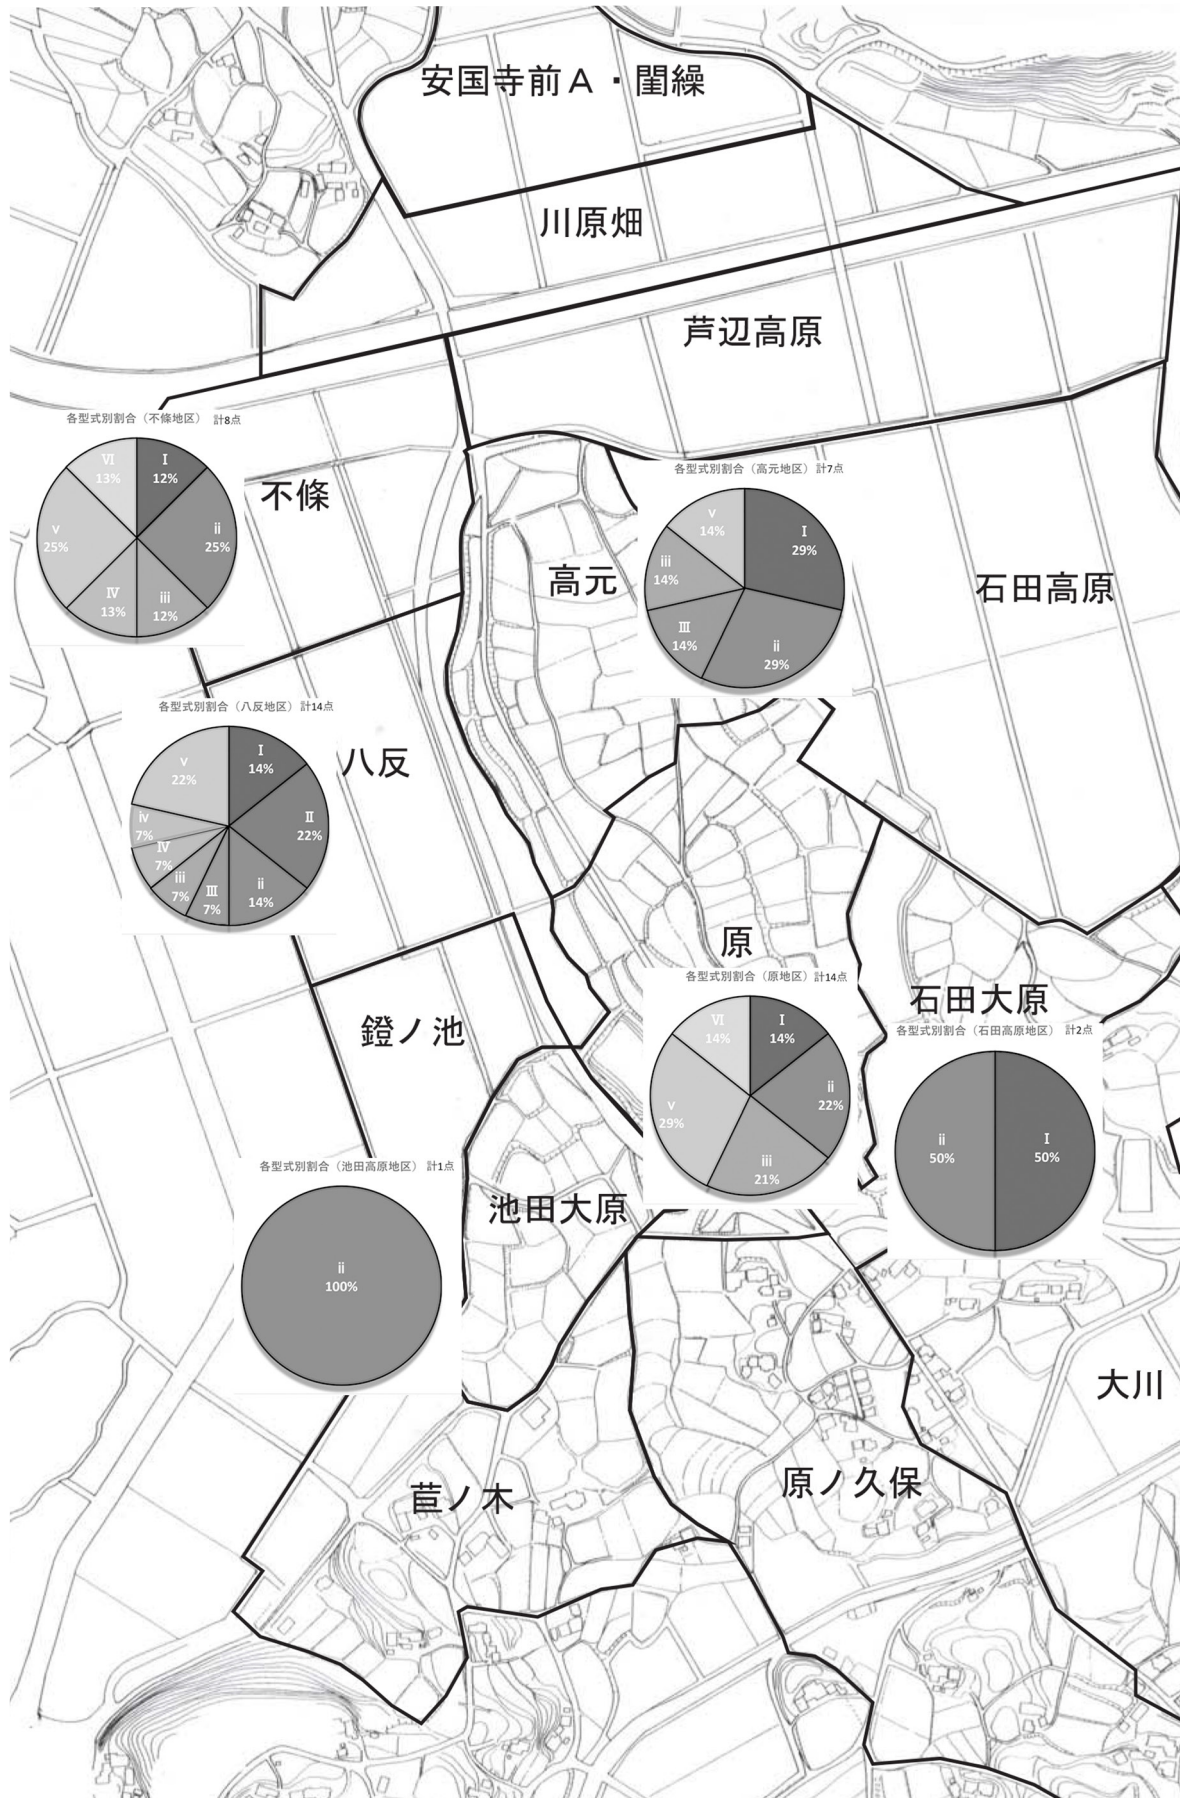 安国寺前A・閨繰
川原畑
芦辺高原
各型式別割合（不條地区） 計8点
VI
13%
I
12%
v
25%
ii
25%
IV
13%
iii
12%
不條
各型式別割合（高元地区）計7点
v
14%
I
29%
iii
14%
III
14%
ii
29%
高元
石田高原
各型式別割合（八反地区）計14点
v
22%
I
14%
II
22%
iv
7%
IV
7%
iii
7%
III
7%
ii
14%
八反
原
各型式別割合（原地区）計14点
VI
14%
I
14%
ii
22%
v
29%
iii
21%
石田大原
各型式別割合（石田高原地区） 計2点
ii
50%
I
50%
鐙ノ池
各型式別割合（池田高原地区） 計1点
ii
100%
池田大原
大川
原ノ久保
苣ノ木